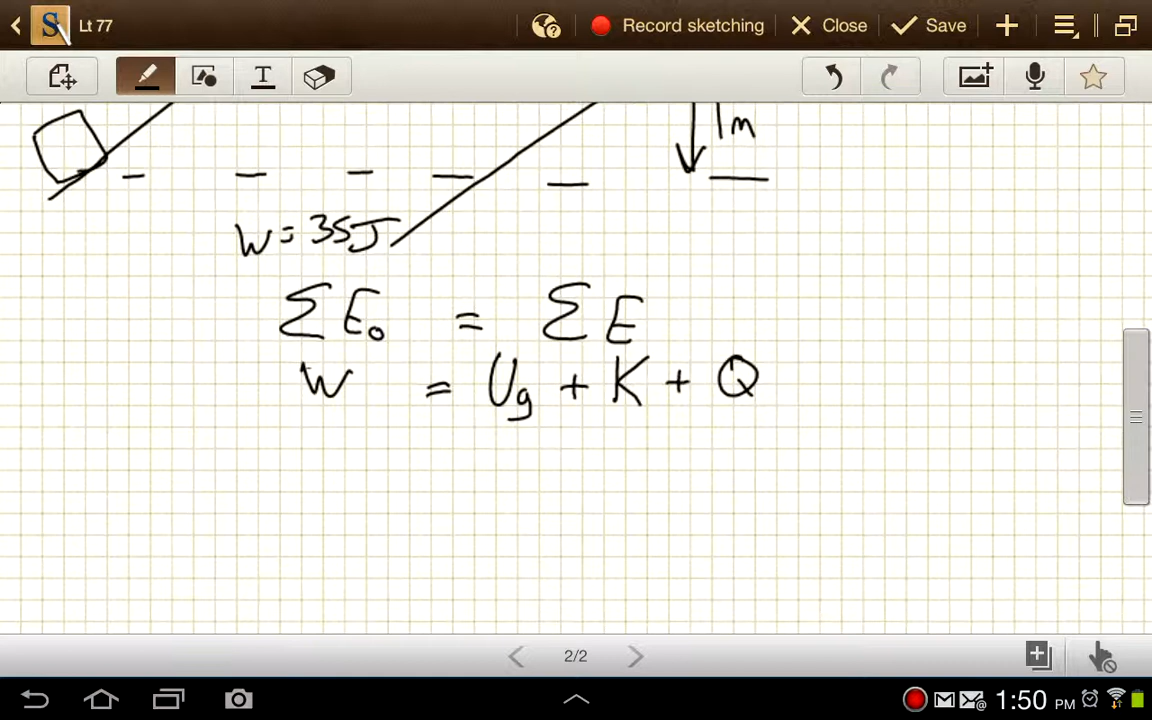 S Lt 77 Record sketching Close Save
T
1m
W = 35J
ΣE₀ = ΣE
W = Ug + K + Q
2/2
1:50 PM